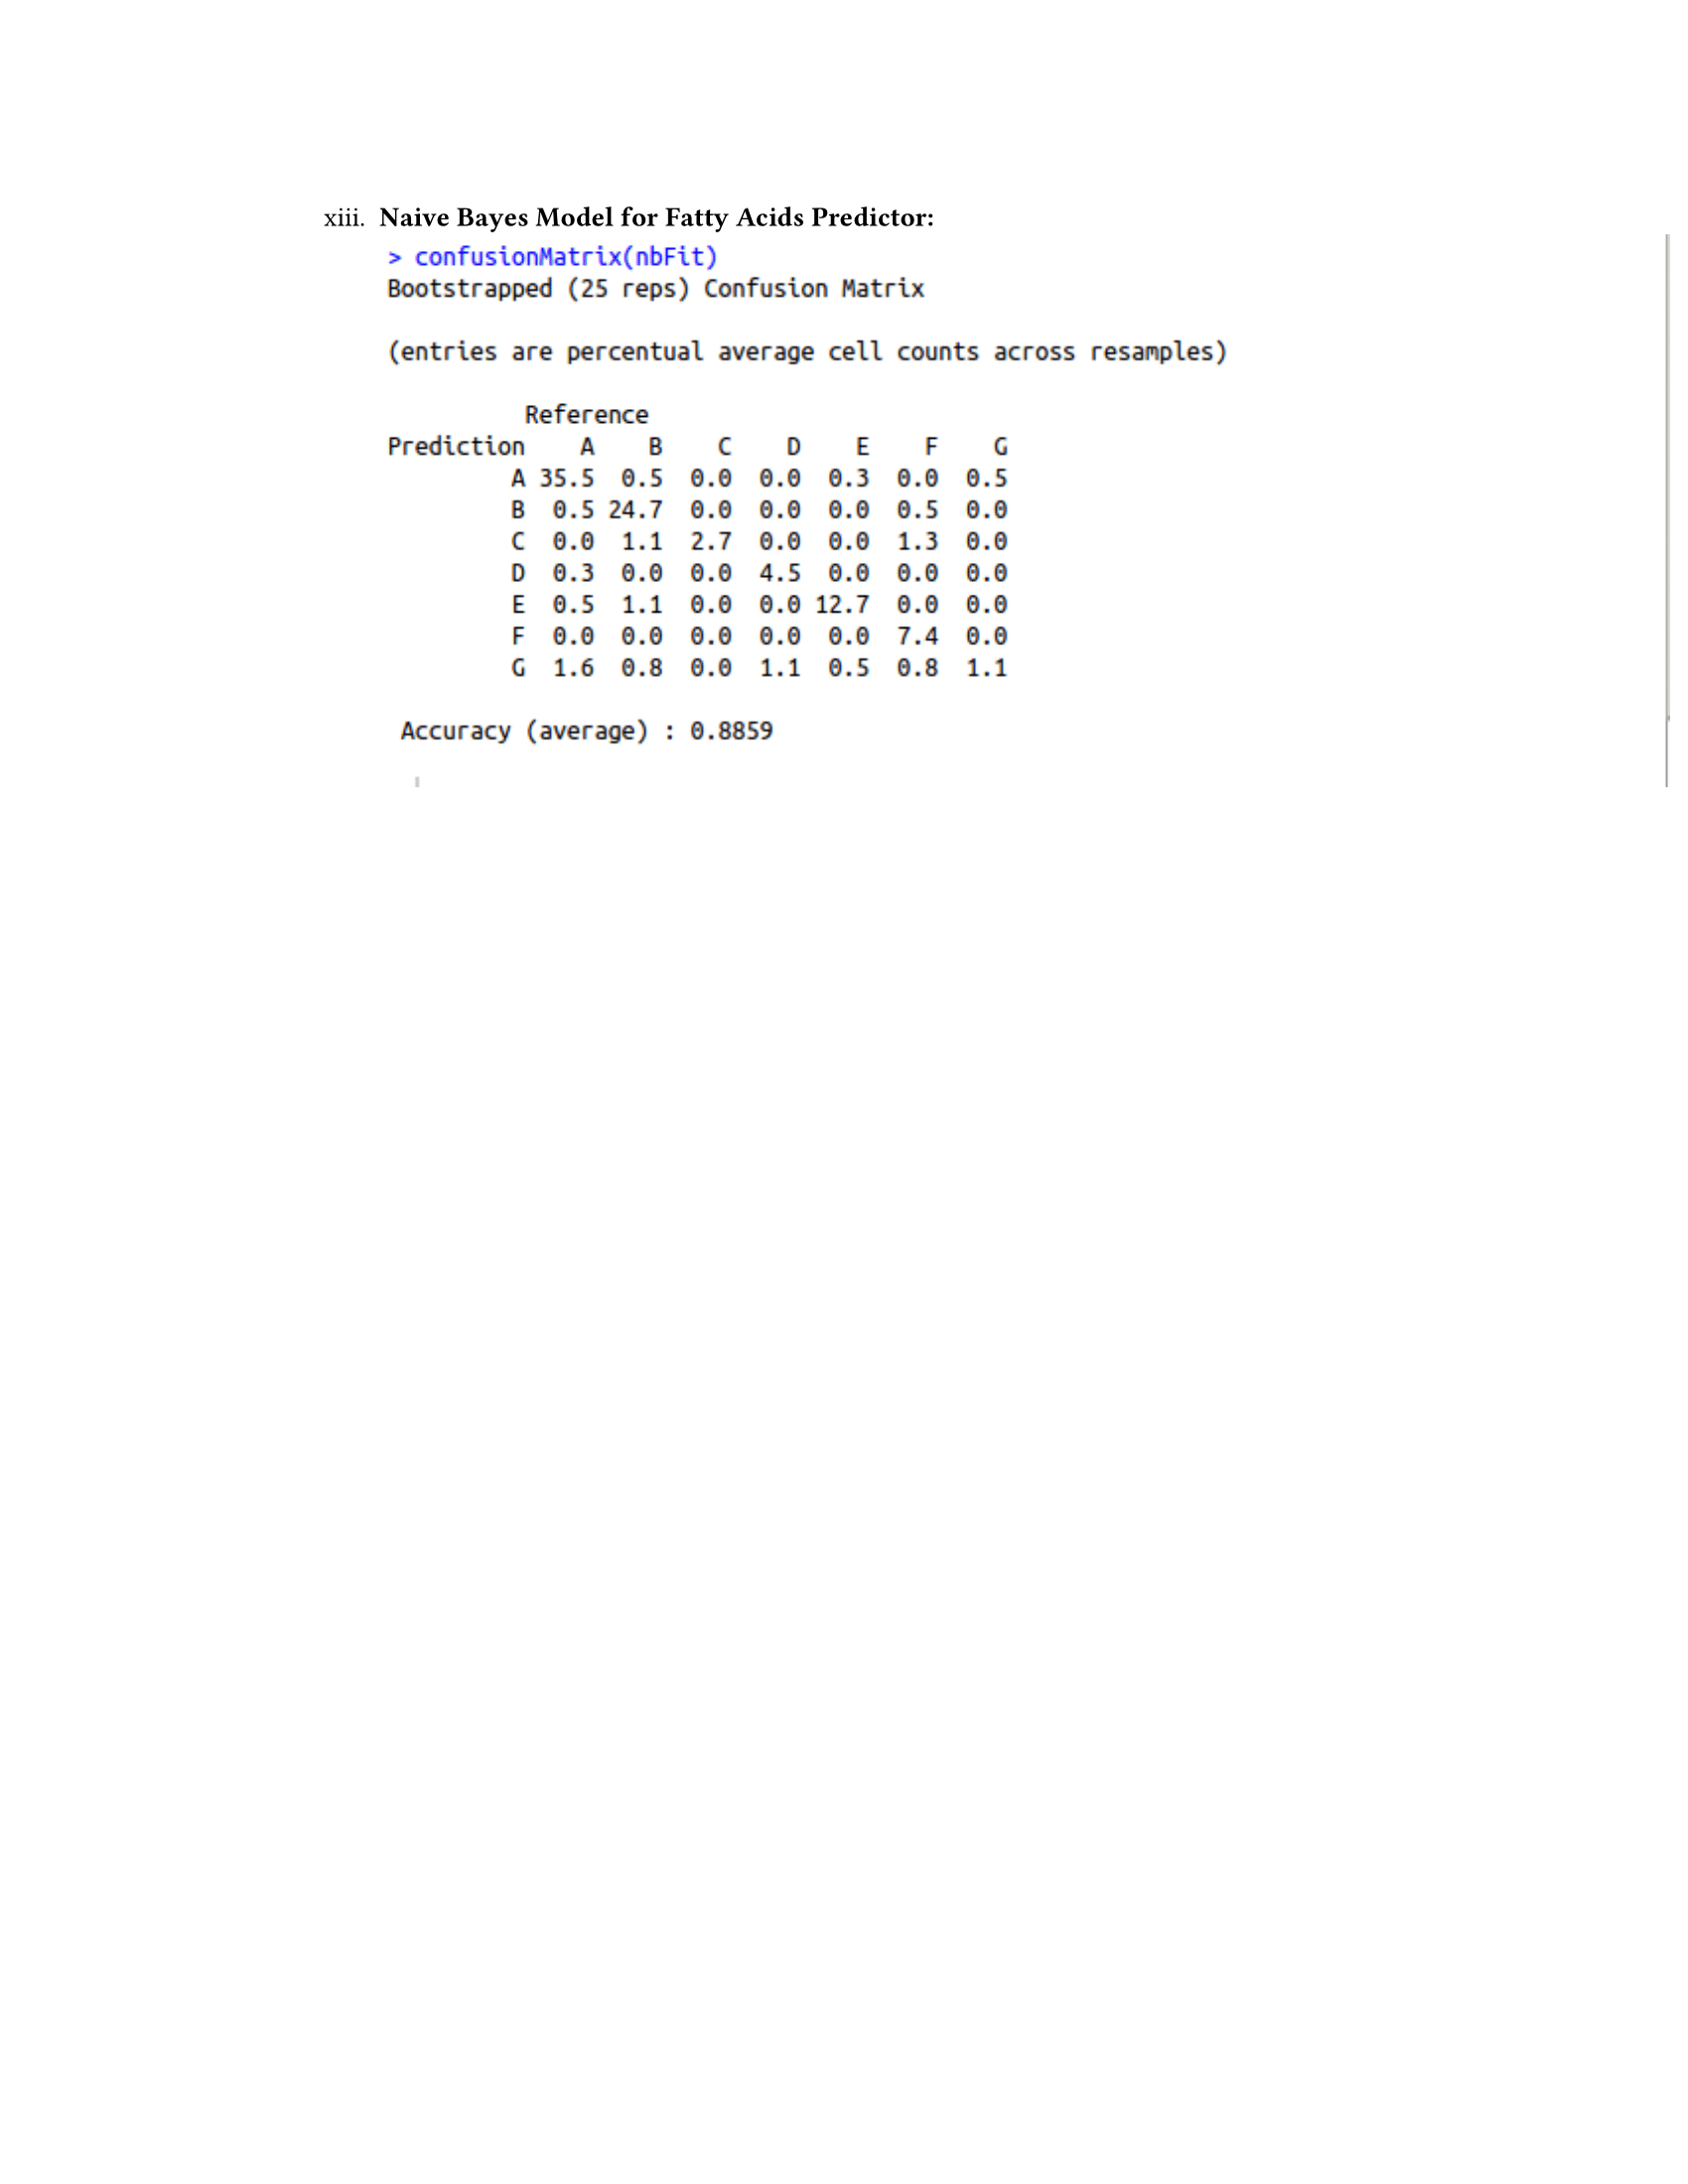 xiii. Naive Bayes Model for Fatty Acids Predictor:
> confusionMatrix(nbFit)
Bootstrapped (25 reps) Confusion Matrix
(entries are percentual average cell counts across resamples)
Reference
Prediction A B C D E F G
A 35.5 0.5 0.0 0.0 0.3 0.0 0.5
B 0.5 24.7 0.0 0.0 0.0 0.5 0.0
C 0.0 1.1 2.7 0.0 0.0 1.3 0.0
D 0.3 0.0 0.0 4.5 0.0 0.0 0.0
E 0.5 1.1 0.0 0.0 12.7 0.0 0.0
F 0.0 0.0 0.0 0.0 0.0 7.4 0.0
G 1.6 0.8 0.0 1.1 0.5 0.8 1.1
Accuracy (average) : 0.8859